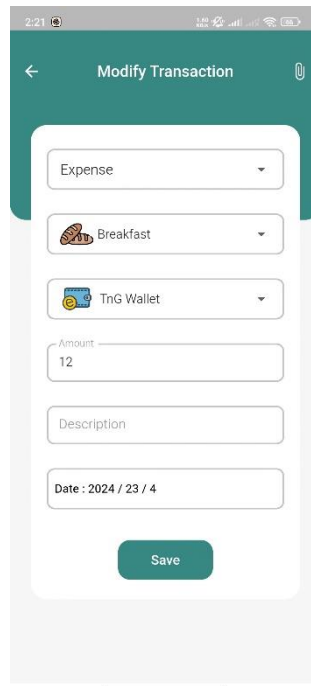 2:21
Modify Transaction
Expense
Breakfast
TnG Wallet
Amount
12
Description
Date : 2024 / 23 / 4
Save